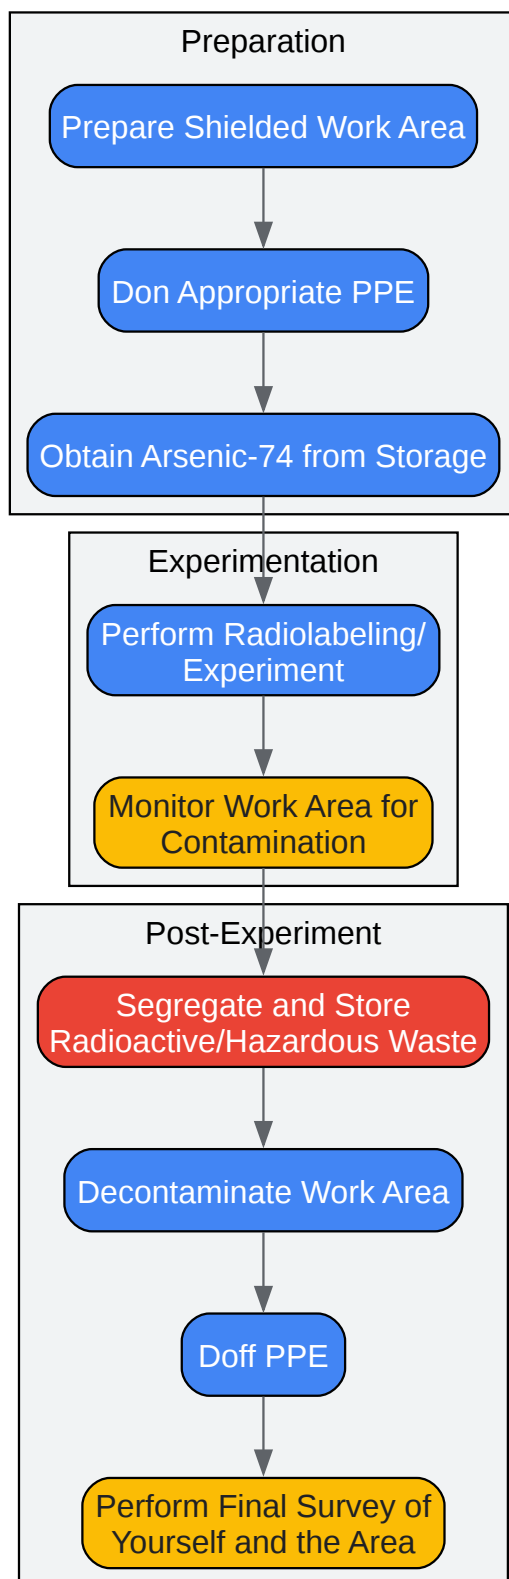 Preparation
Prepare Shielded Work Area
Don Appropriate PPE
Obtain Arsenic-74 from Storage
Experimentation
Perform Radiolabeling/
Experiment
Monitor Work Area for
Contamination
Post-Experiment
Segregate and Store
Radioactive/Hazardous Waste
Decontaminate Work Area
Doff PPE
Perform Final Survey of
Yourself and the Area